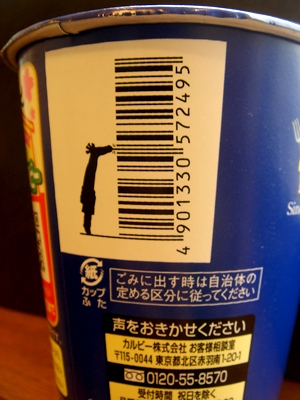 4 901330 572495
紙
カップ
ふた
ごみに出す時は自治体の
定める区分に従ってください
声をおきかせください
カルビー株式会社 お客様相談室
〒115-0044 東京都北区赤羽南1-20-1
0120-55-8570
受付時間 祝日を除く